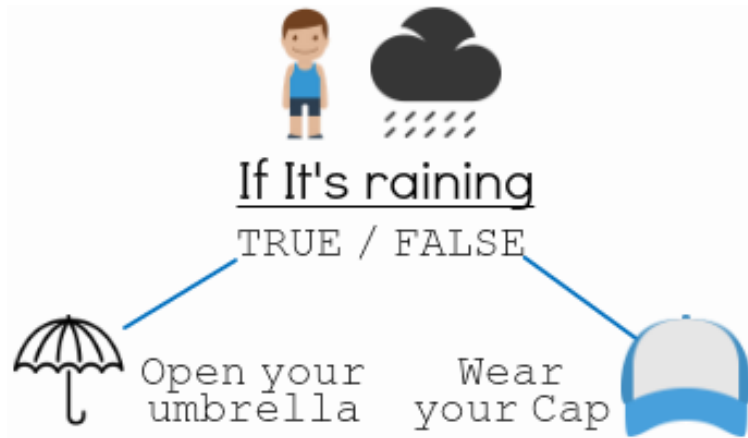 If It's raining
TRUE / FALSE
Open your
umbrella
Wear
your Cap